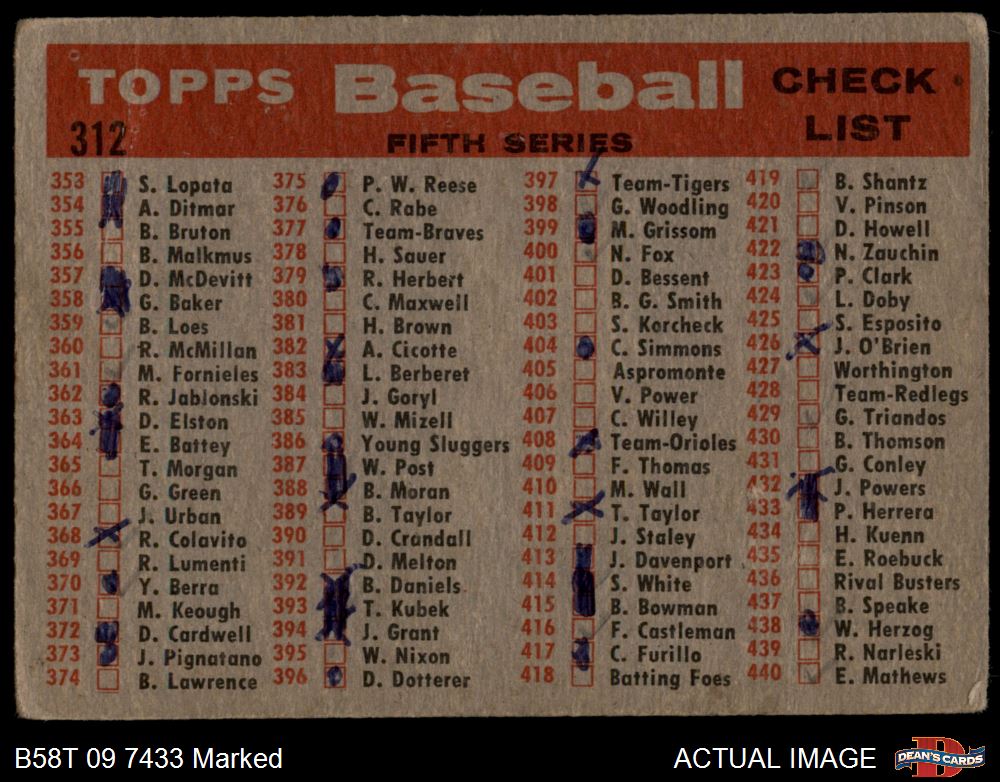 TOPPS Baseball CHECK LIST
312 FIFTH SERIES
353 S. Lopata
354 A. Ditmar
355 B. Bruton
356 B. Malkmus
357 D. McDevitt
358 G. Baker
359 B. Loes
360 R. McMillan
361 M. Fornieles
362 R. Jablonski
363 D. Elston
364 E. Battey
365 T. Morgan
366 G. Green
367 J. Urban
368 R. Colavito
369 R. Lumenti
370 Y. Berra
371 M. Keough
372 D. Cardwell
373 J. Pignatano
374 B. Lawrence
375 P. W. Reese
376 C. Rabe
377 Team-Braves
378 H. Sauer
379 R. Herbert
380 C. Maxwell
381 H. Brown
382 A. Cicotte
383 L. Berberet
384 J. Goryl
385 W. Mizell
386 Young Sluggers
387 W. Post
388 B. Moran
389 B. Taylor
390 D. Crandall
391 D. Melton
392 B. Daniels
393 T. Kubek
394 J. Grant
395 W. Nixon
396 D. Dotterer
397 Team-Tigers
398 G. Woodling
399 M. Grissom
400 N. Fox
401 D. Bessent
402 B. G. Smith
403 S. Korcheck
404 C. Simmons
405 Aspromonte
406 V. Power
407 C. Willey
408 Team-Orioles
409 F. Thomas
410 M. Wall
411 T. Taylor
412 J. Staley
413 J. Davenport
414 S. White
415 B. Bowman
416 F. Castleman
417 C. Furillo
418 Batting Foes
419 B. Shantz
420 V. Pinson
421 D. Howell
422 N. Zauchin
423 P. Clark
424 L. Doby
425 S. Esposito
426 J. O'Brien
427 Worthington
428 Team-Redlegs
429 G. Triandos
430 B. Thomson
431 G. Conley
432 J. Powers
433 P. Herrera
434 H. Kuenn
435 E. Roebuck
436 Rival Busters
437 B. Speake
438 W. Herzog
439 R. Narleski
440 E. Mathews
B58T 09 7433 Marked
ACTUAL IMAGE
DEAN'S CARDS